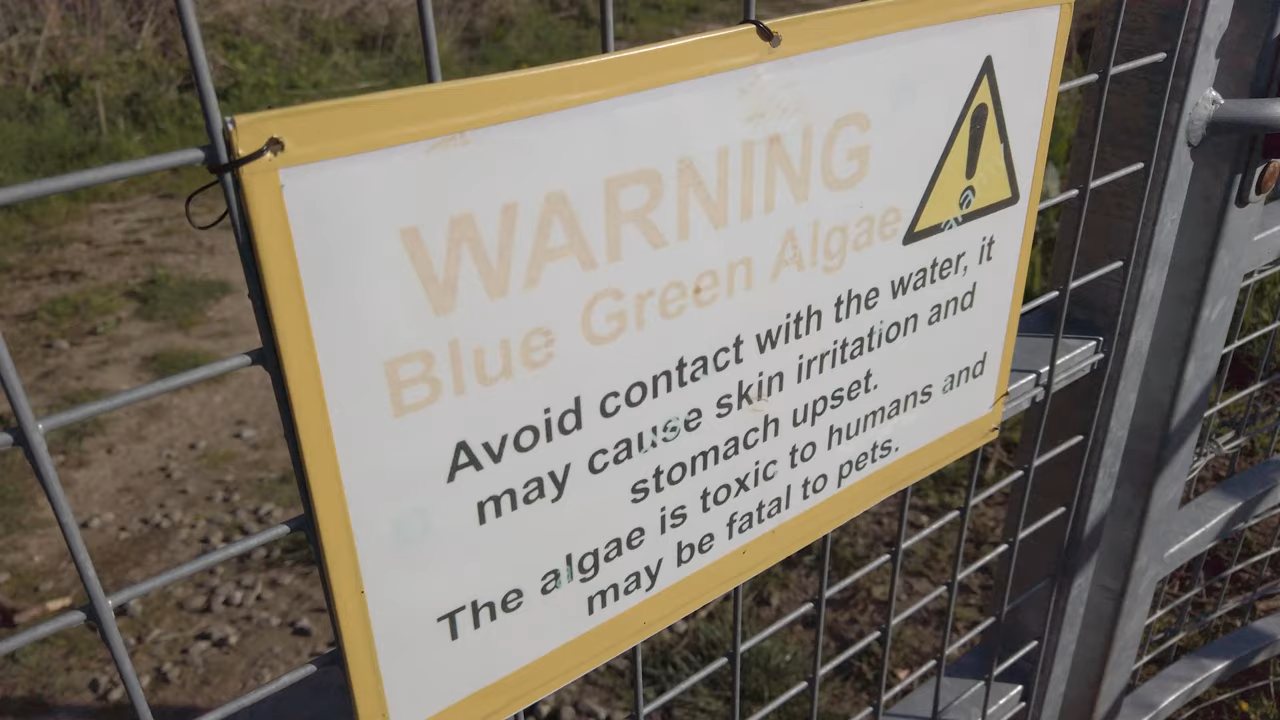 WARNING
Blue Green Algae
Avoid contact with the water, it
may cause skin irritation and
stomach upset.
The algae is toxic to humans and
may be fatal to pets.